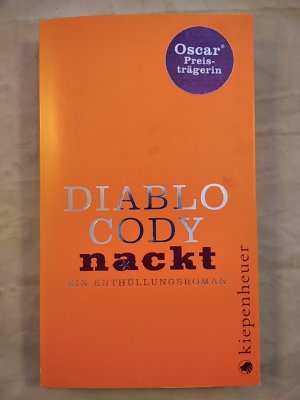 Oscar®
Preis-
trägerin
DIABLO
CODY
nackt
EIN ENTHÜLLUNGSROMAN
kiepenheuer